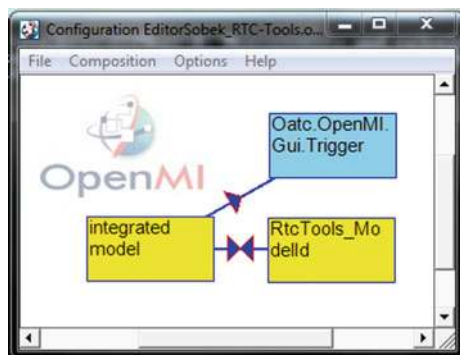 Configuration EditorSobek_RTC-Tools.o...
File Composition Options Help
OpenMI
Oatc.OpenMI.
Gui.Trigger
integrated
model
RtcTools_Mo
delId